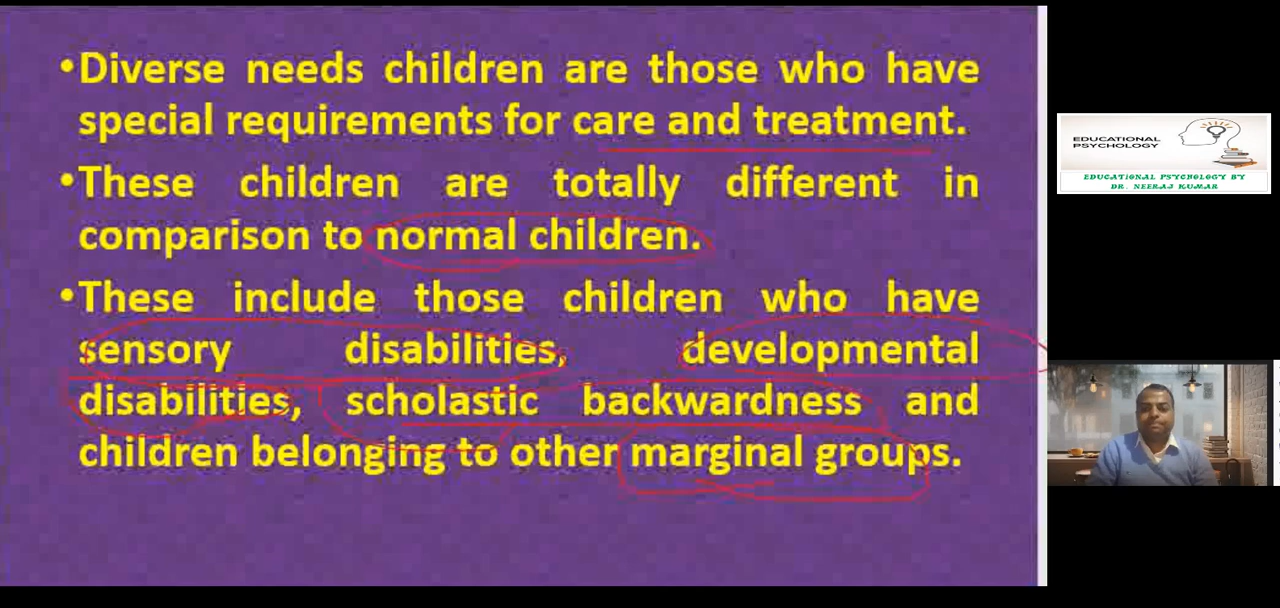 •Diverse needs children are those who have
special requirements for care and treatment.
•These children are totally different in
comparison to normal children.
•These include those children who have
sensory disabilities, developmental
disabilities, scholastic backwardness and
children belonging to other marginal groups.
EDUCATIONAL
PSYCHOLOGY
EDUCATIONAL PSYCHOLOGY BY
DR. NEERAJ KUMAR